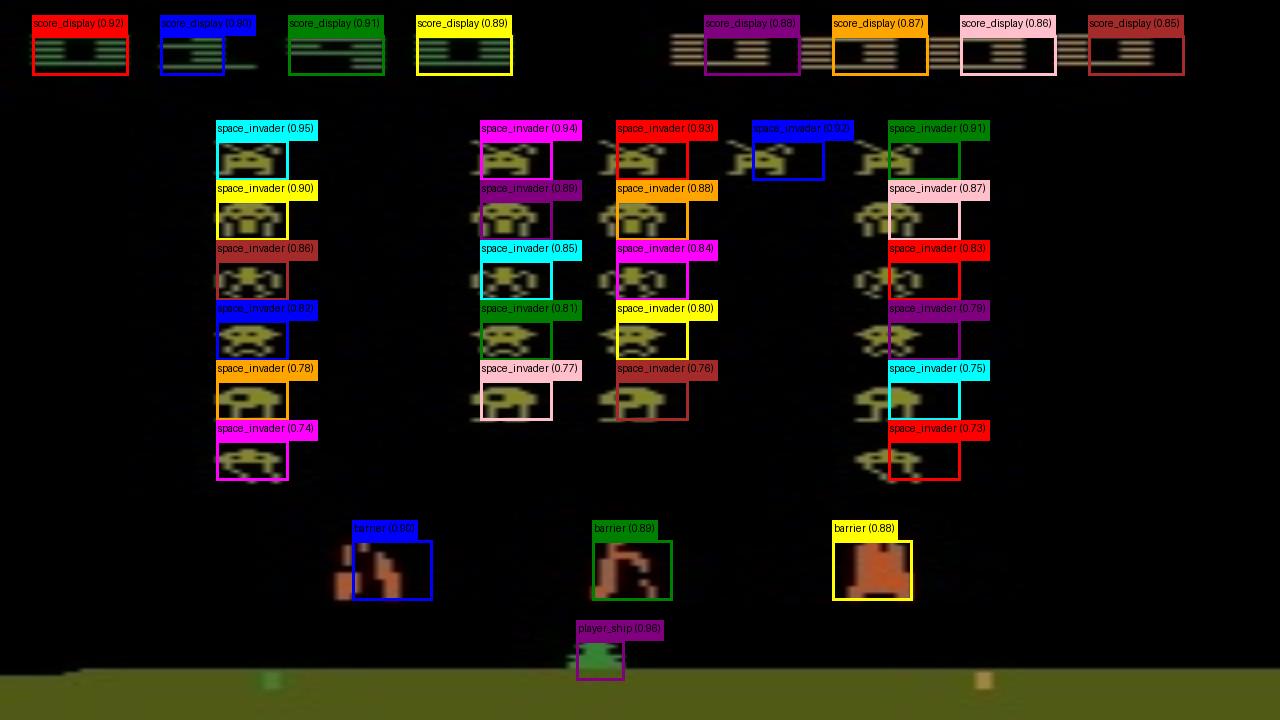 score_display (0.92) score_display (0.90) score_display (0.91) score_display (0.89) score_display (0.88) score_display (0.87) score_display (0.86) score_display (0.85)
space_invader (0.95) space_invader (0.94) space_invader (0.93) space_invader (0.92) space_invader (0.91)
space_invader (0.90) space_invader (0.89) space_invader (0.88) space_invader (0.87)
space_invader (0.86) space_invader (0.85) space_invader (0.84) space_invader (0.83)
space_invader (0.82) space_invader (0.81) space_invader (0.80) space_invader (0.79)
space_invader (0.78) space_invader (0.77) space_invader (0.76) space_invader (0.75)
space_invader (0.74) space_invader (0.73)
barrier (0.90) barrier (0.89) barrier (0.88)
player_ship (0.96)